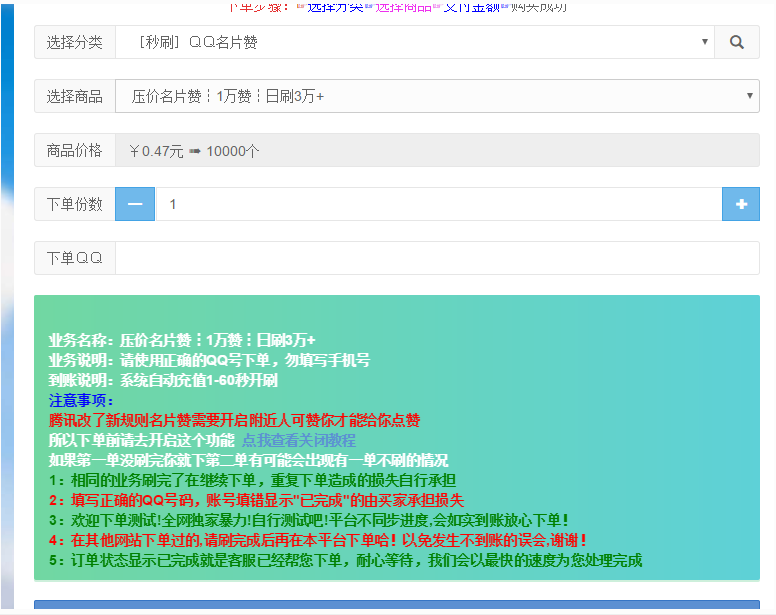 下单步骤：选择分类 选择商品 支付金额 购买成功
选择分类 [秒刷] QQ名片赞
选择商品 压价名片赞┋1万赞┋日刷3万+
商品价格 ￥0.47元 ➠ 10000个
下单份数 1
下单QQ
业务名称：压价名片赞┋1万赞┋日刷3万+
业务说明：请使用正确的QQ号下单，勿填写手机号
到账说明：系统自动充值1-60秒开刷
注意事项：
腾讯改了新规则名片赞需要开启附近人可赞你才能给你点赞
所以下单前请去开启这个功能 点我查看关闭教程
如果第一单没刷完你就下第二单有可能会出现有一单不刷的情况
1：相同的业务刷完了在继续下单，重复下单造成的损失自行承担
2：填写正确的QQ号码，账号填错显示"已完成"的由买家承担损失
3：欢迎下单测试!全网独家暴力!自行测试吧!平台不同步进度,会如实到账放心下单！
4：在其他网站下单过的,请刷完成后再在本平台下单哈！以免发生不到账的误会,谢谢！
5：订单状态显示已完成就是客服已经帮您下单，耐心等待，我们会以最快的速度为您处理完成